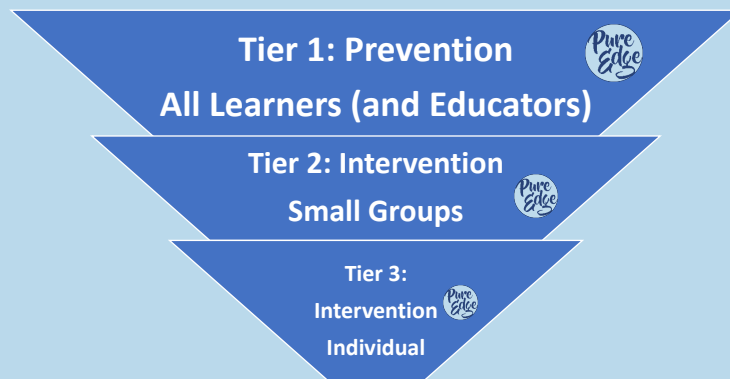 Tier 1: Prevention
Pure
Edge
All Learners (and Educators)
Tier 2: Intervention
Pure
Edge
Small Groups
Tier 3:
Intervention
Pure
Edge
Individual